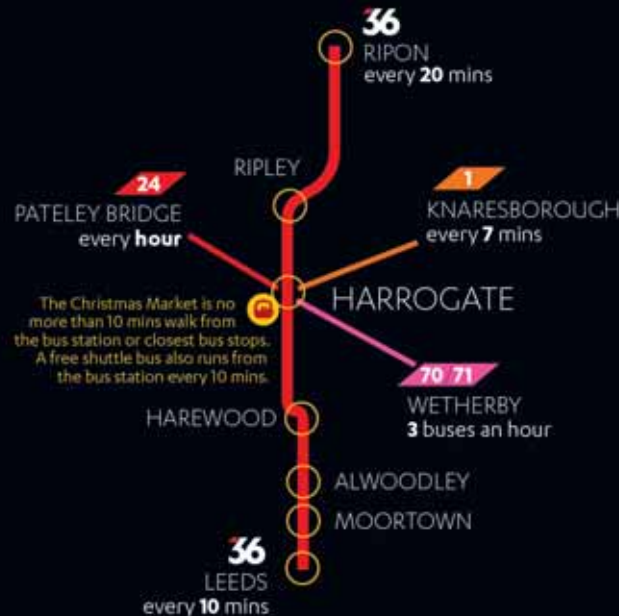 36
RIPON
every 20 mins
RIPLEY
24
PATELEY BRIDGE
every hour
1
KNARESBOROUGH
every 7 mins
The Christmas Market is no
more than 10 mins walk from
the bus station or closest bus stops.
A free shuttle bus also runs from
the bus station every 10 mins.
HARROGATE
70 71
WETHERBY
3 buses an hour
HAREWOOD
ALWOODLEY
MOORTOWN
36
LEEDS
every 10 mins